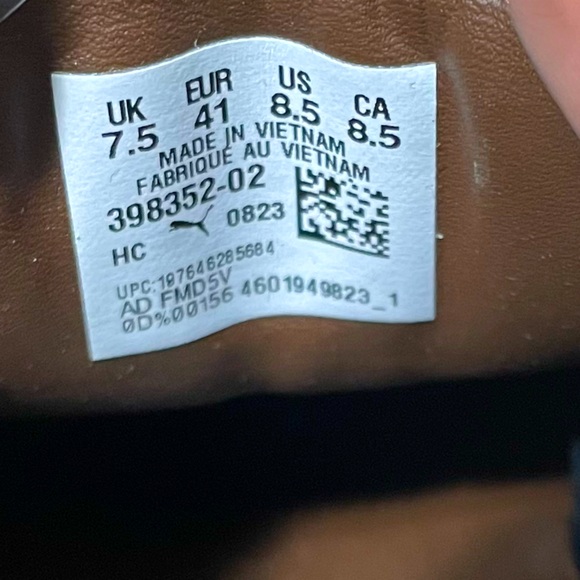 UK EUR US CA
7.5 41 8.5 8.5
MADE IN VIETNAM
FABRIQUÉ AU VIETNAM
398352-02
0823
HC
UPC:197646285684
AD FMD5V
0D%00156 4601949823_1